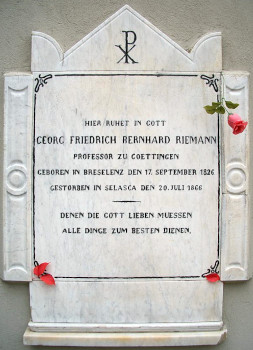 HIER RUHET IN GOTT
GEORG FRIEDRICH BERNHARD RIEMANN
PROFESSOR ZU GOETTINGEN
GEBOREN IN BRESELENZ DEN 17. SEPTEMBER 1826
GESTORBEN IN SELASCA DEN 20. JULI 1866
DENEN DIE GOTT LIEBEN MUESSEN
ALLE DINGE ZUM BESTEN DIENEN.